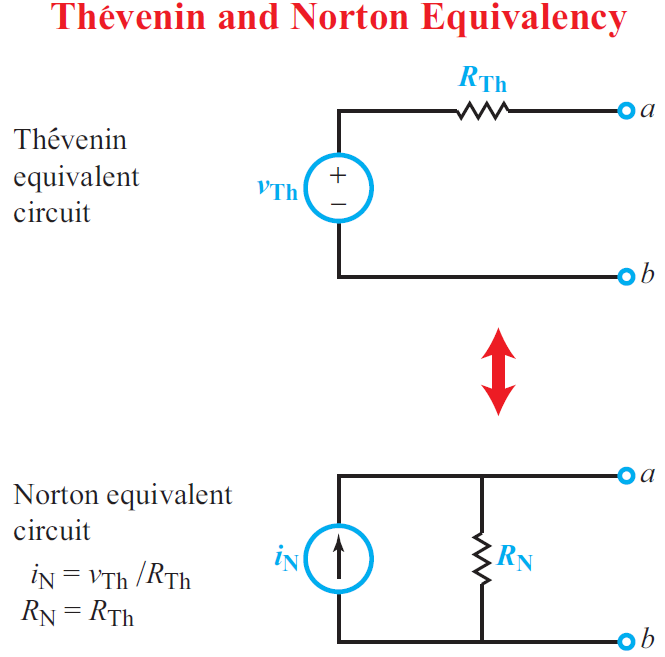 Thévenin and Norton Equivalency
R_Th
a
Thévenin
equivalent
circuit
v_Th
+
−
b
a
Norton equivalent
circuit
i_N = v_Th /R_Th
R_N = R_Th
i_N
R_N
b